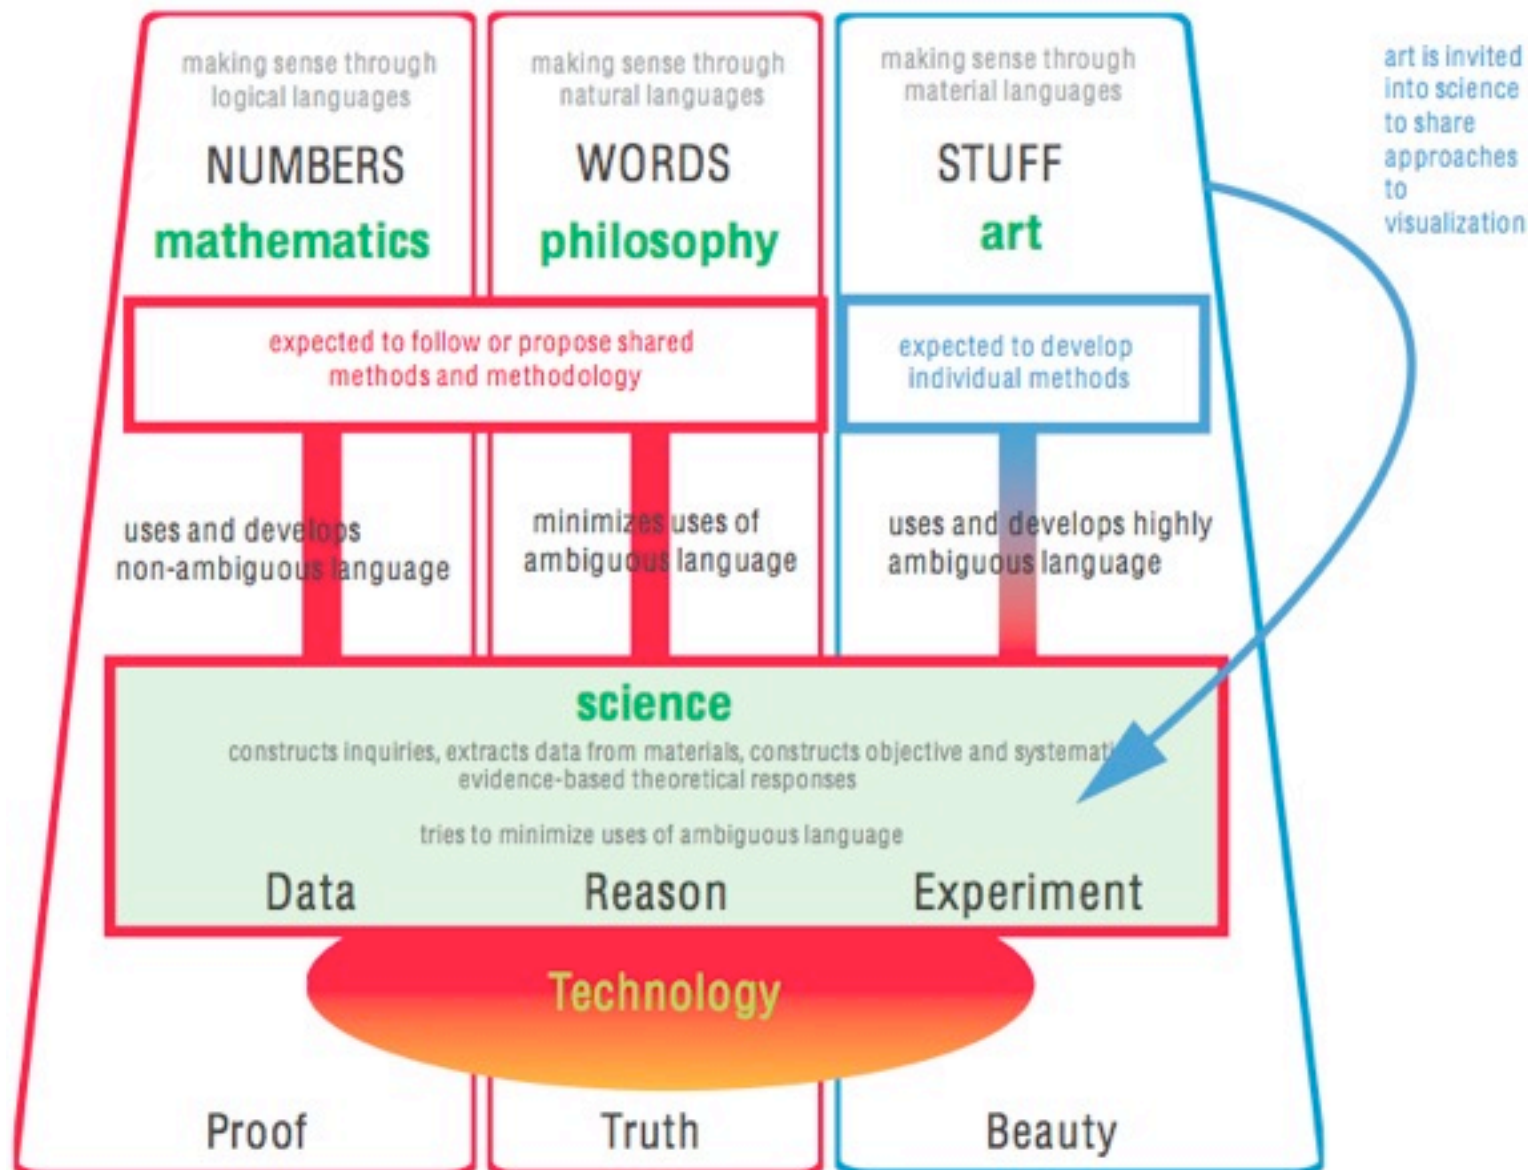 making sense through
logical languages
NUMBERS
mathematics
making sense through
natural languages
WORDS
philosophy
making sense through
material languages
STUFF
art
art is invited
into science
to share
approaches
to
visualization
expected to follow or propose shared
methods and methodology
expected to develop
individual methods
uses and develops
non-ambiguous language
minimizes uses of
ambiguous language
uses and develops highly
ambiguous language
science
constructs inquiries, extracts data from materials, constructs objective and systemati
evidence-based theoretical responses
tries to minimize uses of ambiguous language
Data
Reason
Experiment
Technology
Proof
Truth
Beauty